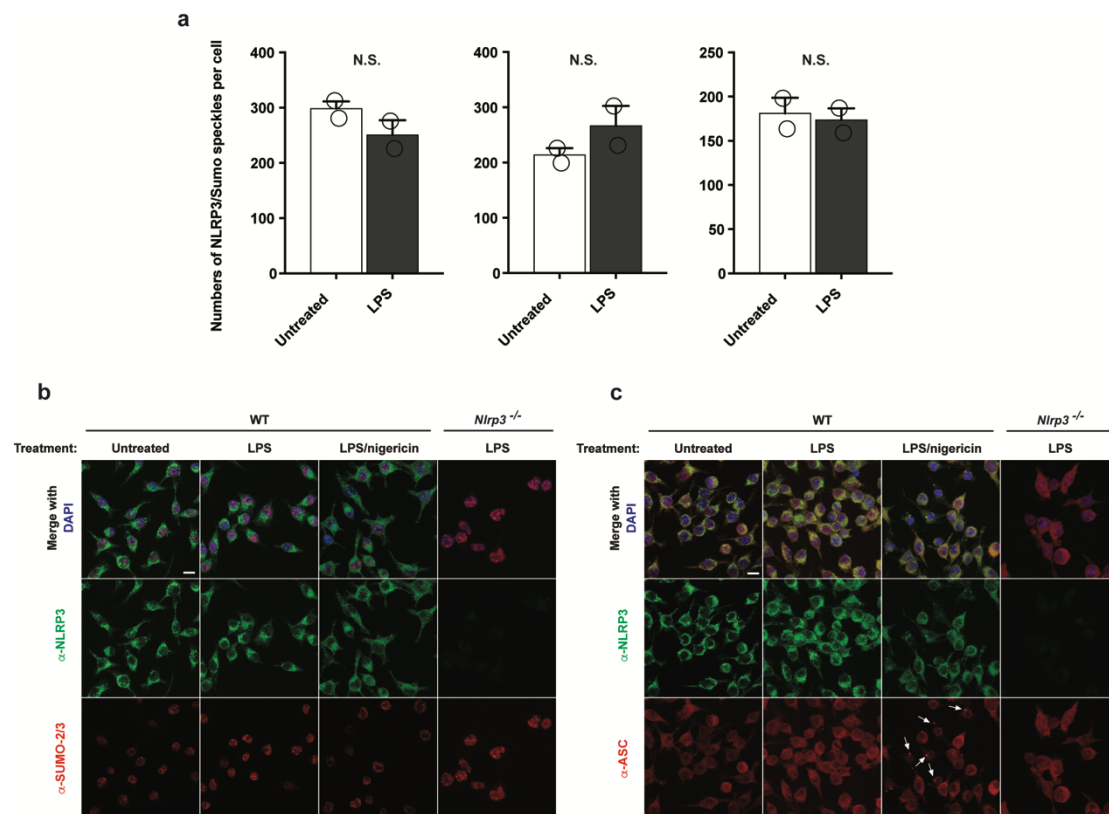 a
Numbers of NLRP3/Sumo speckles per cell
400
300
200
100
0
N.S.
Untreated
LPS
400
300
200
100
0
N.S.
Untreated
LPS
250
200
150
100
50
0
N.S.
Untreated
LPS
b
WT
Nlrp3 -/-
Treatment:
Untreated
LPS
LPS/nigericin
LPS
Merge with
DAPI
α-NLRP3
α-SUMO-2/3
c
WT
Nlrp3 -/-
Treatment:
Untreated
LPS
LPS/nigericin
LPS
Merge with
DAPI
α-NLRP3
α-ASC